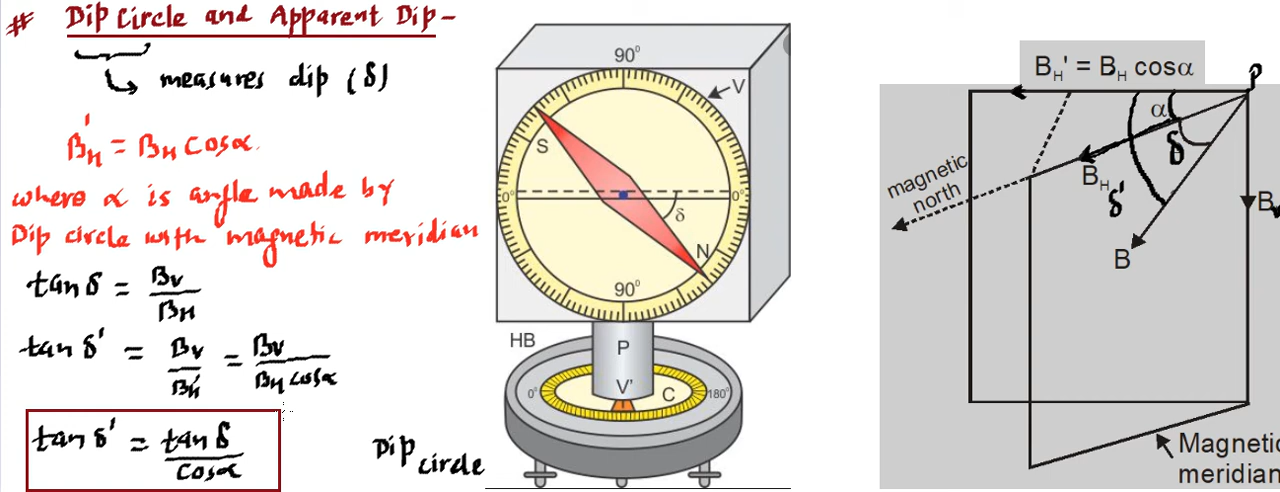 # Dip Circle and Apparent Dip -
↳ measures dip (δ)
B'H = BH cosα.
where α is angle made by
Dip circle with magnetic meridian
tan δ = Bv/BH
tan δ' = Bv/B'H = Bv/BH cosα
tan δ' = tan δ/cosα
Dip circle
90°
V
S
0°
0°
δ
N
90°
HB
P
V'
C
0°
180°
BH' = BH cosα
P
α
δ
BH
δ'
magnetic
north
Bv
B
Magnetic
meridian